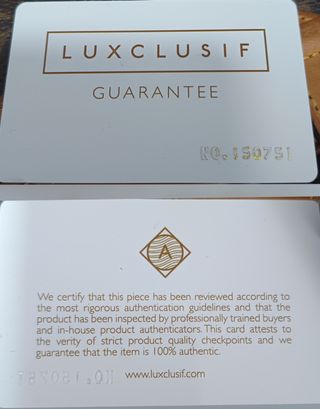 LUXCLUSIF
GUARANTEE
NO.150751
A
We certify that this piece has been reviewed according to
the most rigorous authentication guidelines and that the
product has been inspected by professionally trained buyers
and in-house product authenticators. This card attests to
the verity of strict product quality checkpoints and we
guarantee that the item is 100% authentic.
www.luxclusif.com